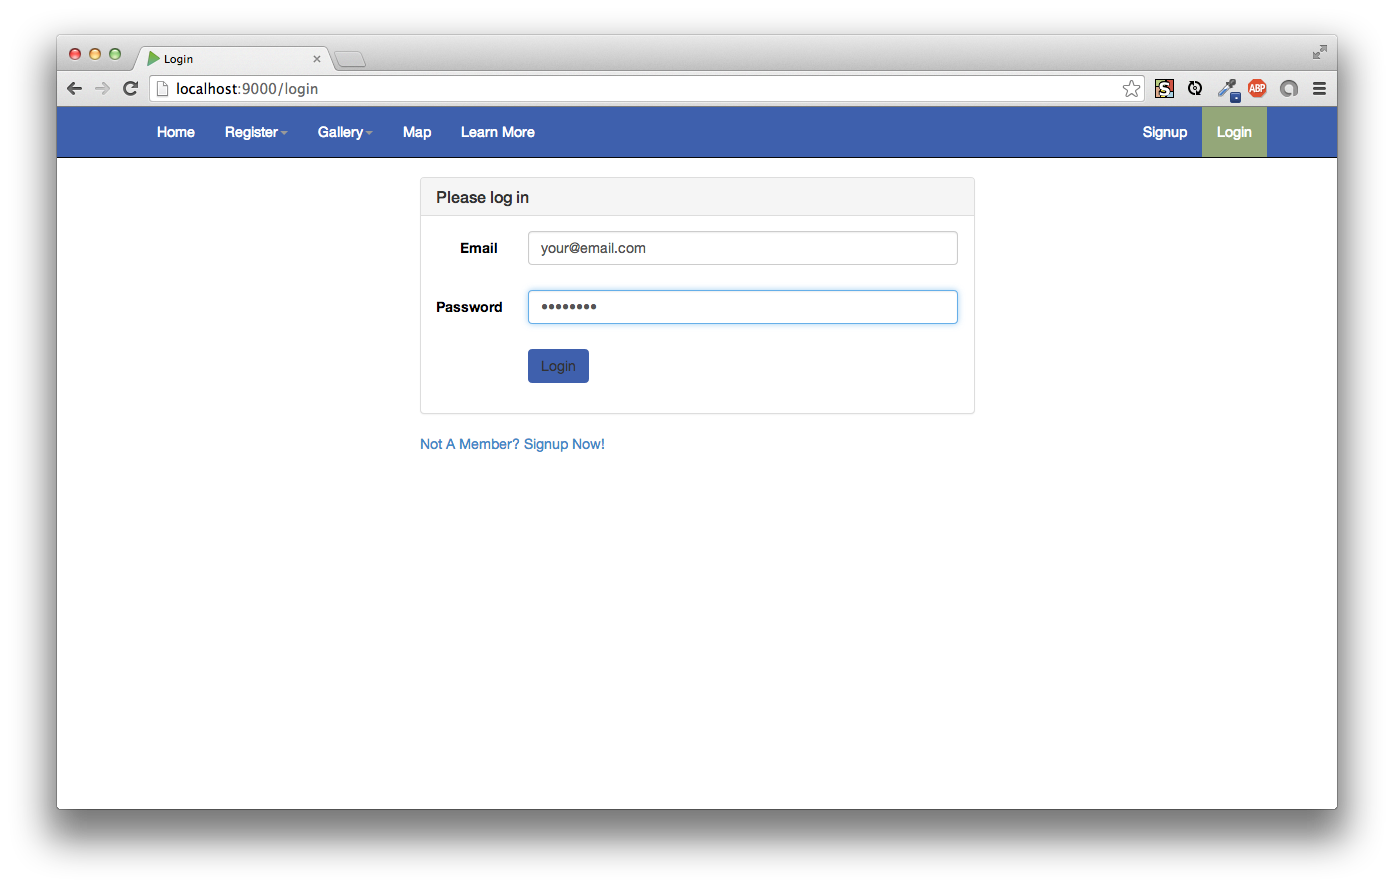 Login
localhost:9000/login
ABP
Home Register Gallery Map Learn More Signup Login
Please log in
Email your@email.com
Password ••••••••
Login
Not A Member? Signup Now!